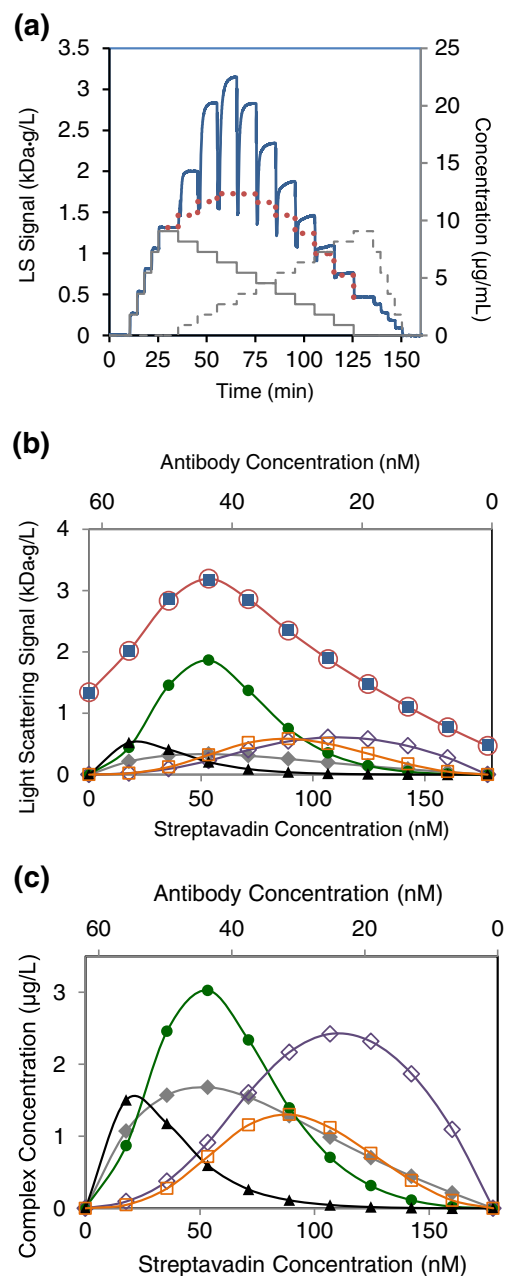 (a)
3.5
3
2.5
2
1.5
1
0.5
0
LS Signal (kDa·g/L)
25
20
15
10
5
0
Concentration (µg/mL)
0 25 50 75 100 125 150
Time (min)
(b)
Antibody Concentration (nM)
60 40 20 0
4
3
2
1
0
Light Scattering Signal (kDa·g/L)
0 50 100 150
Streptavadin Concentration (nM)
(c)
Antibody Concentration (nM)
60 40 20 0
3
2
1
0
Complex Concentration (µg/L)
0 50 100 150
Streptavadin Concentration (nM)